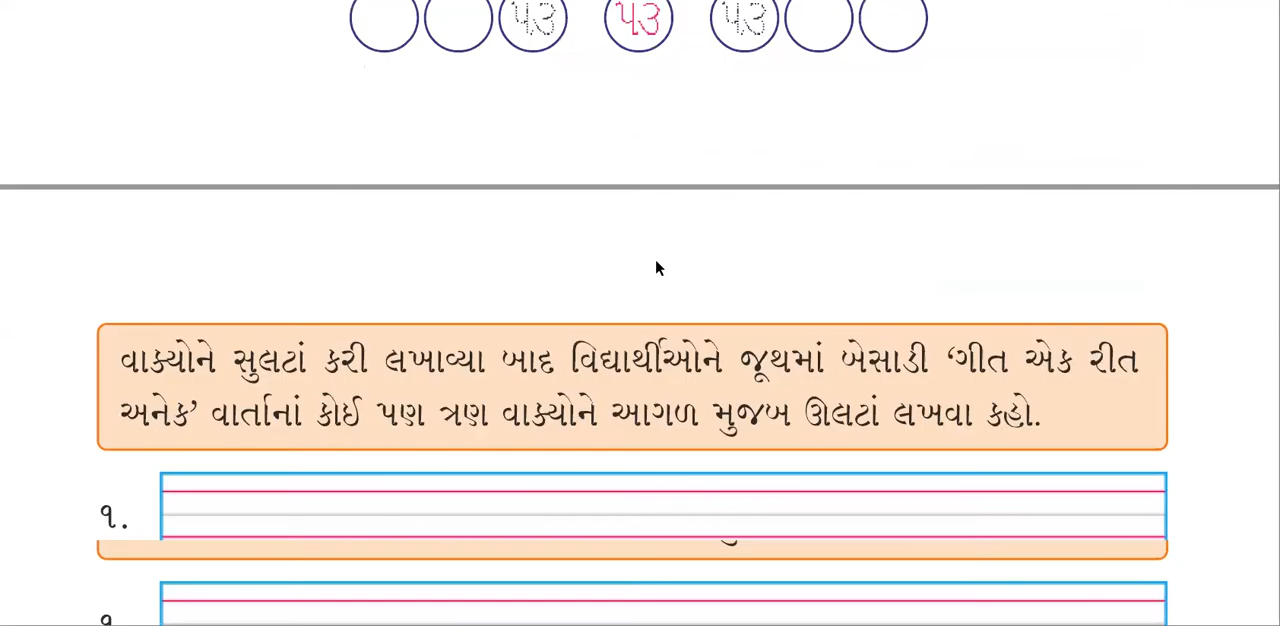 ૫૩ ૫૩ ૫૩
વાક્યોને સુલટાં કરી લખાવ્યા બાદ વિદ્યાર્થીઓને જૂથમાં બેસાડી ‘ગીત એક રીત
અનેક’ વાર્તાનાં કોઈ પણ ત્રણ વાક્યોને આગળ મુજબ ઊલટાં લખવા કહો.
૧.